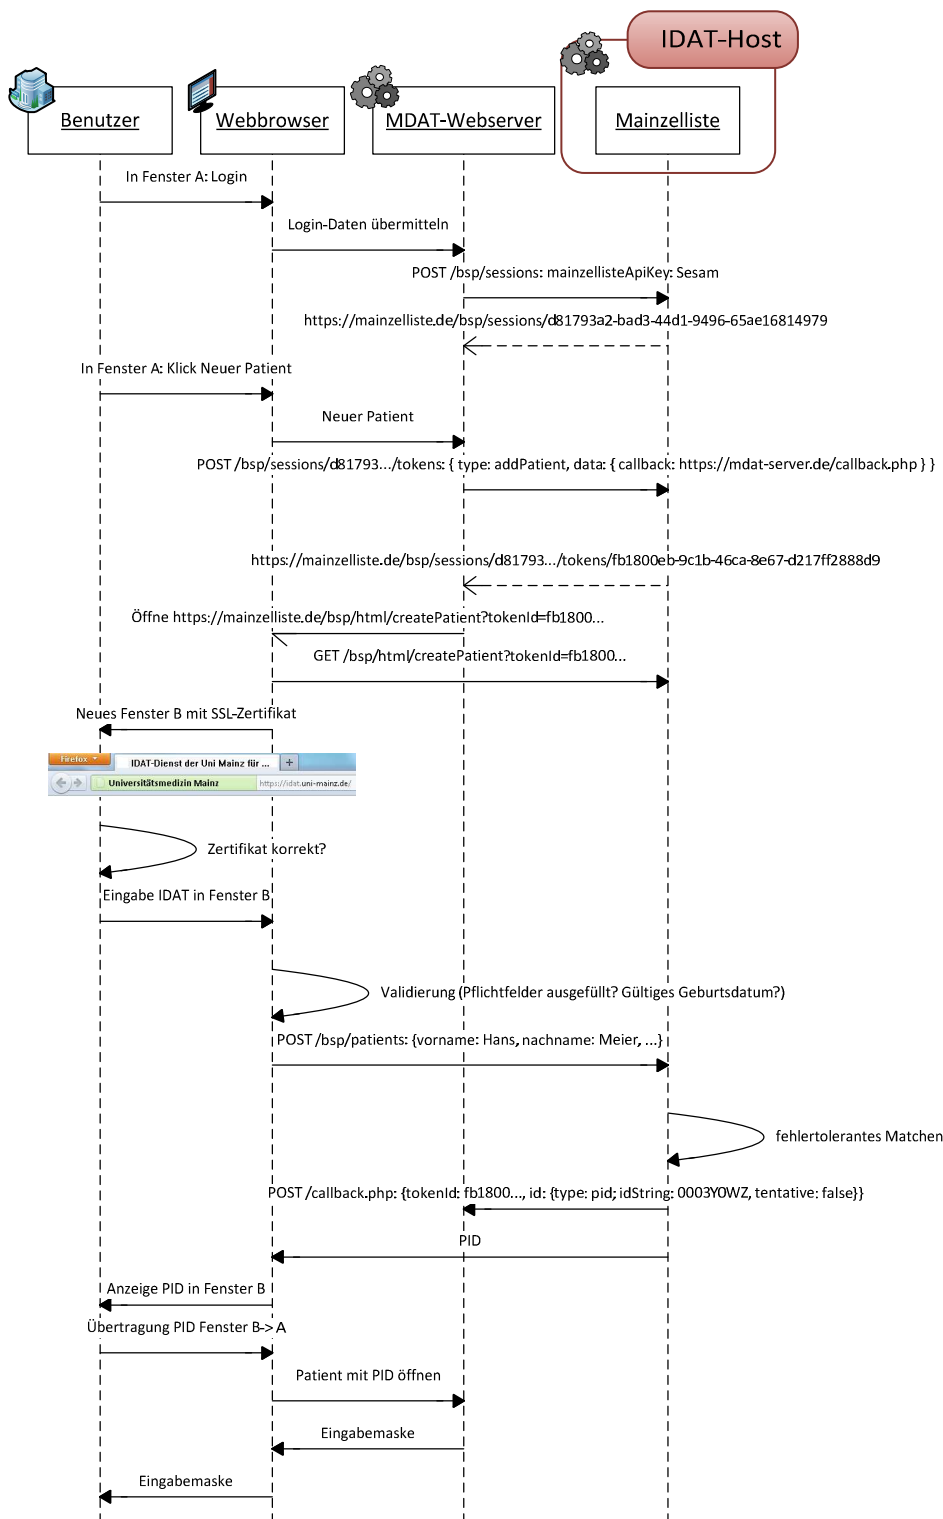 IDAT-Host
Benutzer
Webbrowser
MDAT-Webserver
Mainzelliste
In Fenster A: Login
Login-Daten übermitteln
POST /bsp/sessions: mainzellisteApiKey: Sesam
https://mainzelliste.de/bsp/sessions/d81793a2-bad3-44d1-9496-65ae16814979
In Fenster A: Klick Neuer Patient
Neuer Patient
POST /bsp/sessions/d81793.../tokens: { type: addPatient, data: { callback: https://mdat-server.de/callback.php } }
https://mainzelliste.de/bsp/sessions/d81793.../tokens/fb1800eb-9c1b-46ca-8e67-d217ff2888d9
Öffne https://mainzelliste.de/bsp/html/createPatient?tokenId=fb1800...
GET /bsp/html/createPatient?tokenId=fb1800...
Neues Fenster B mit SSL-Zertifikat
Firefox
IDAT-Dienst der Uni Mainz für ...
+
Universitätsmedizin Mainz
https://idat.uni-mainz.de/
Zertifikat korrekt?
Eingabe IDAT in Fenster B
Validierung (Pflichtfelder ausgefüllt? Gültiges Geburtsdatum?)
POST /bsp/patients: {vorname: Hans, nachname: Meier, ...}
fehlertolerantes Matchen
POST /callback.php: {tokenId: fb1800..., id: {type: pid; idString: 0003Y0WZ, tentative: false}}
PID
Anzeige PID in Fenster B
Übertragung PID Fenster B-> A
Patient mit PID öffnen
Eingabemaske
Eingabemaske